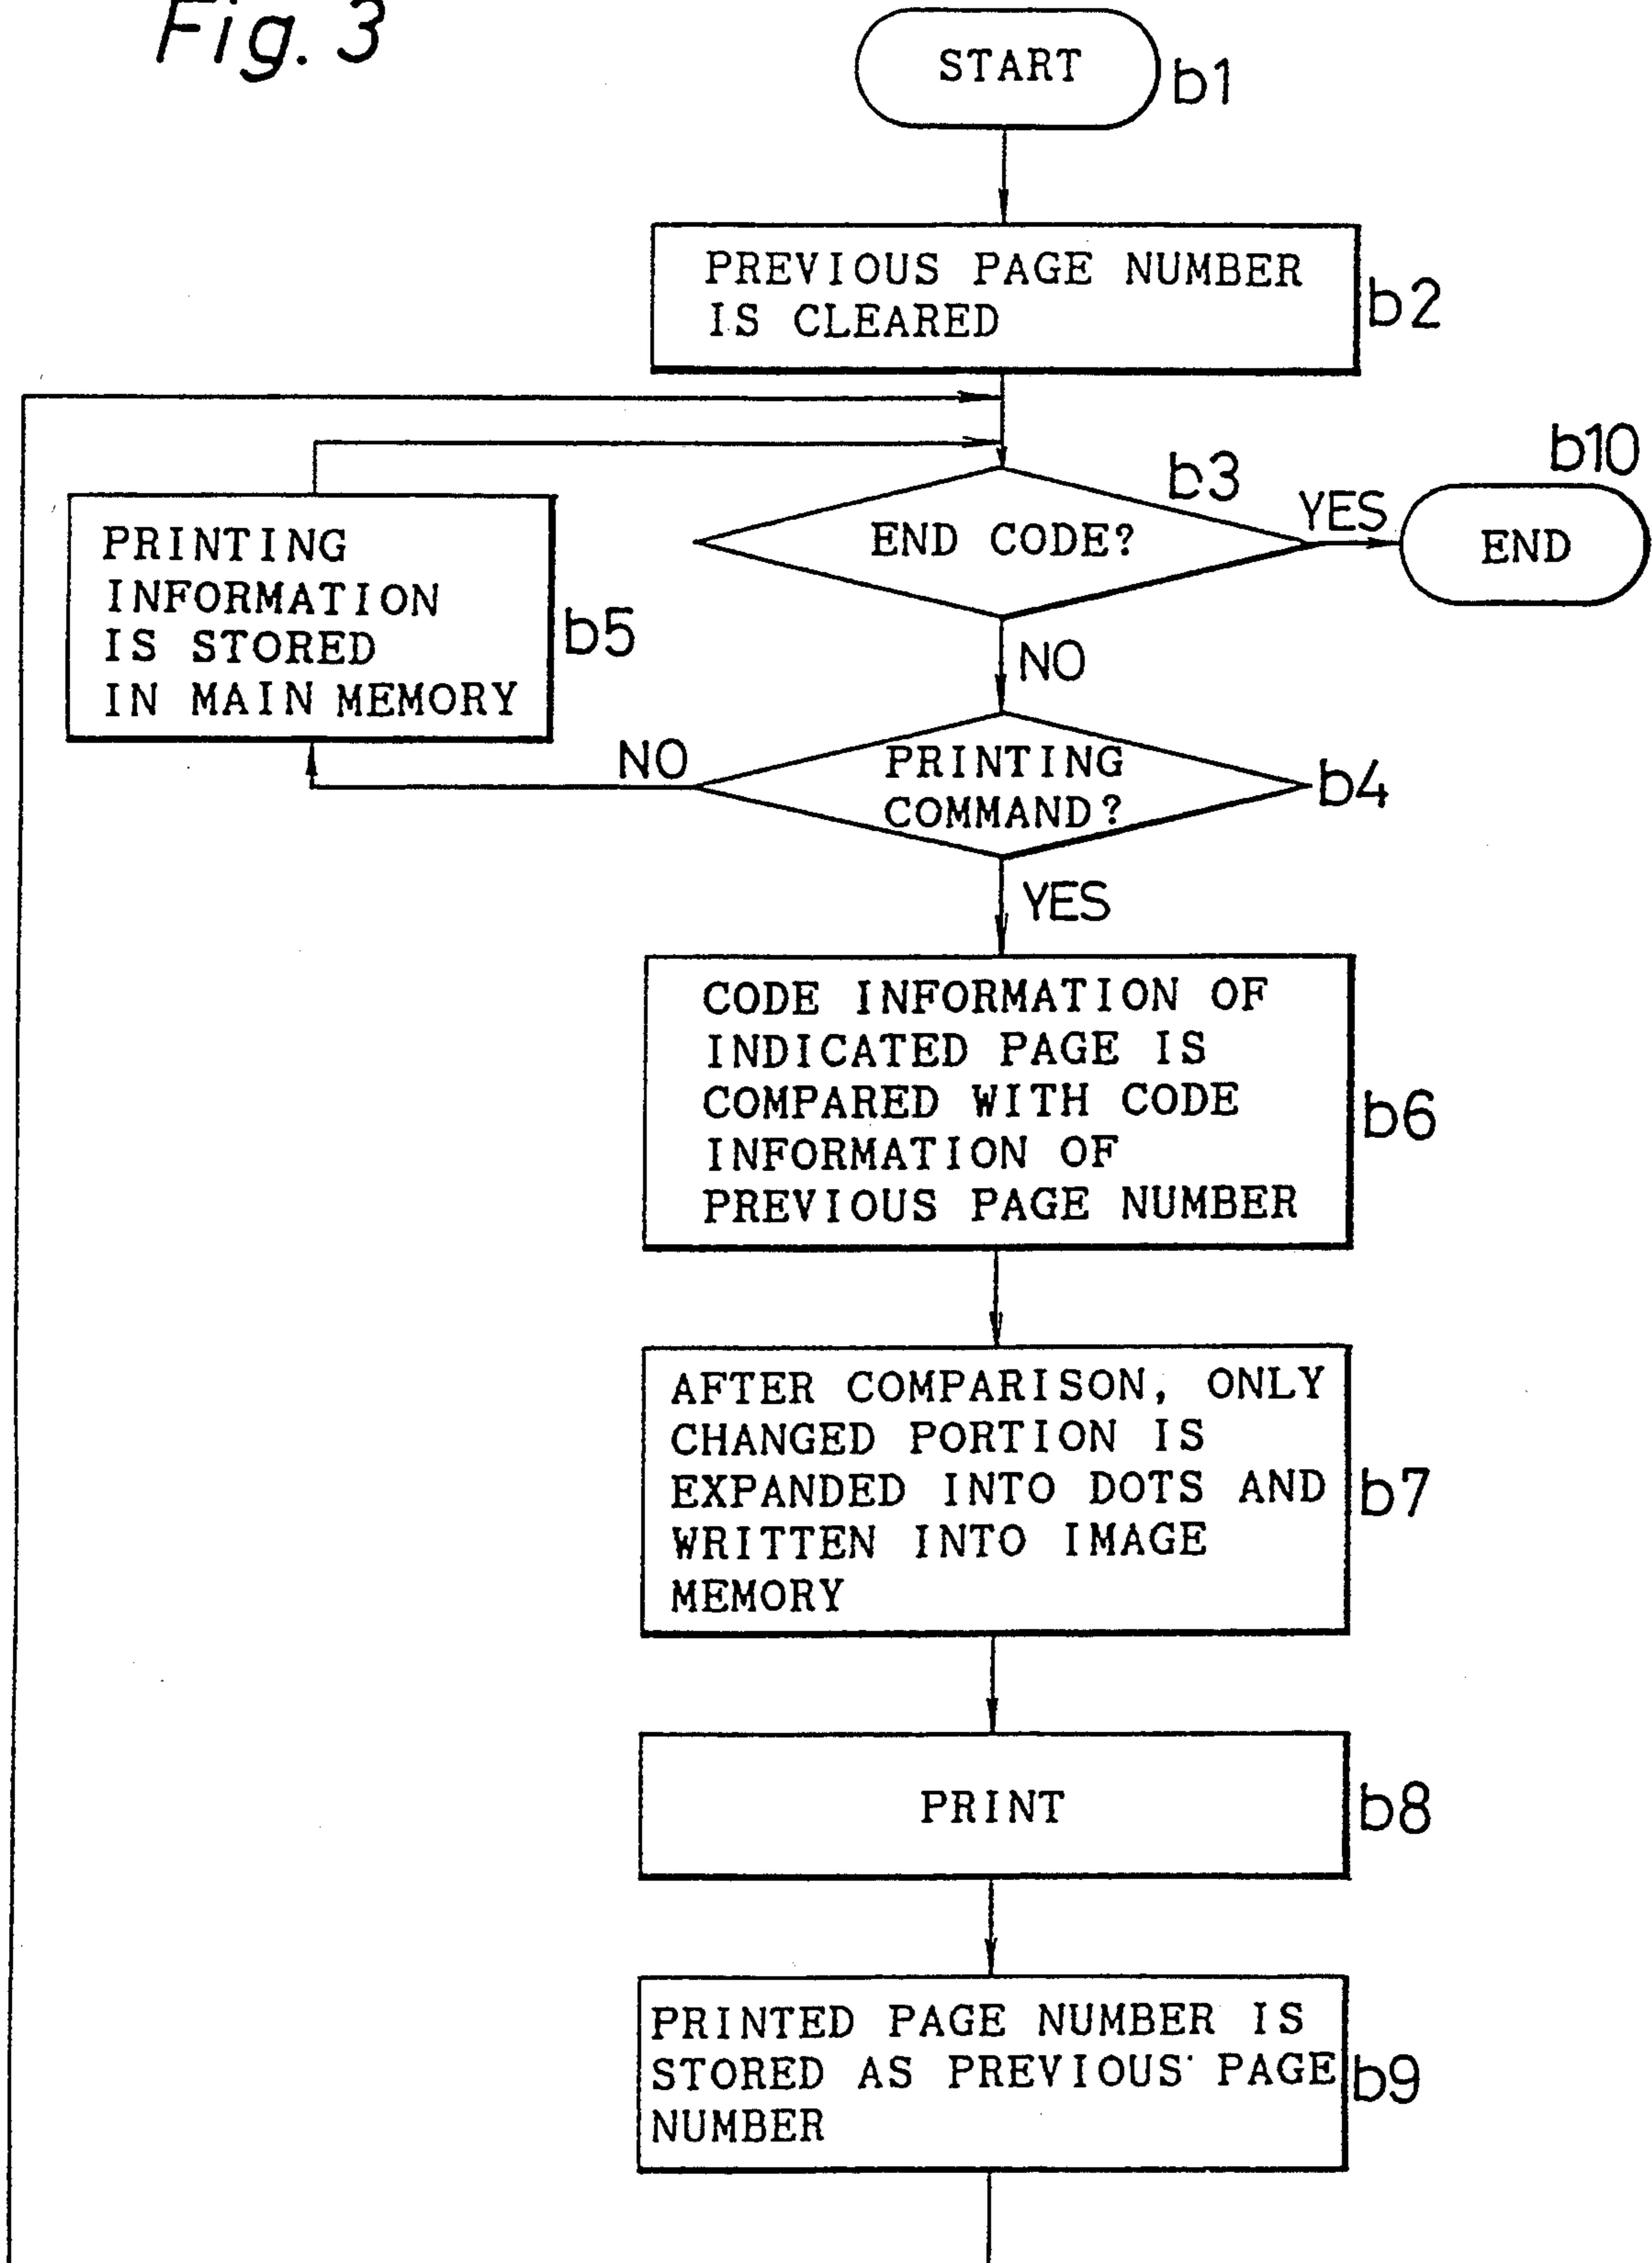 Fig. 3
START
b1
PREVIOUS PAGE NUMBER
IS CLEARED
b2
b3
b10
END CODE?
YES
END
PRINTING
INFORMATION
IS STORED
IN MAIN MEMORY
b5
NO
NO
PRINTING
COMMAND?
b4
YES
CODE INFORMATION OF
INDICATED PAGE IS
COMPARED WITH CODE
INFORMATION OF
PREVIOUS PAGE NUMBER
b6
AFTER COMPARISON, ONLY
CHANGED PORTION IS
EXPANDED INTO DOTS AND
WRITTEN INTO IMAGE
MEMORY
b7
PRINT
b8
PRINTED PAGE NUMBER IS
STORED AS PREVIOUS PAGE
NUMBER
b9